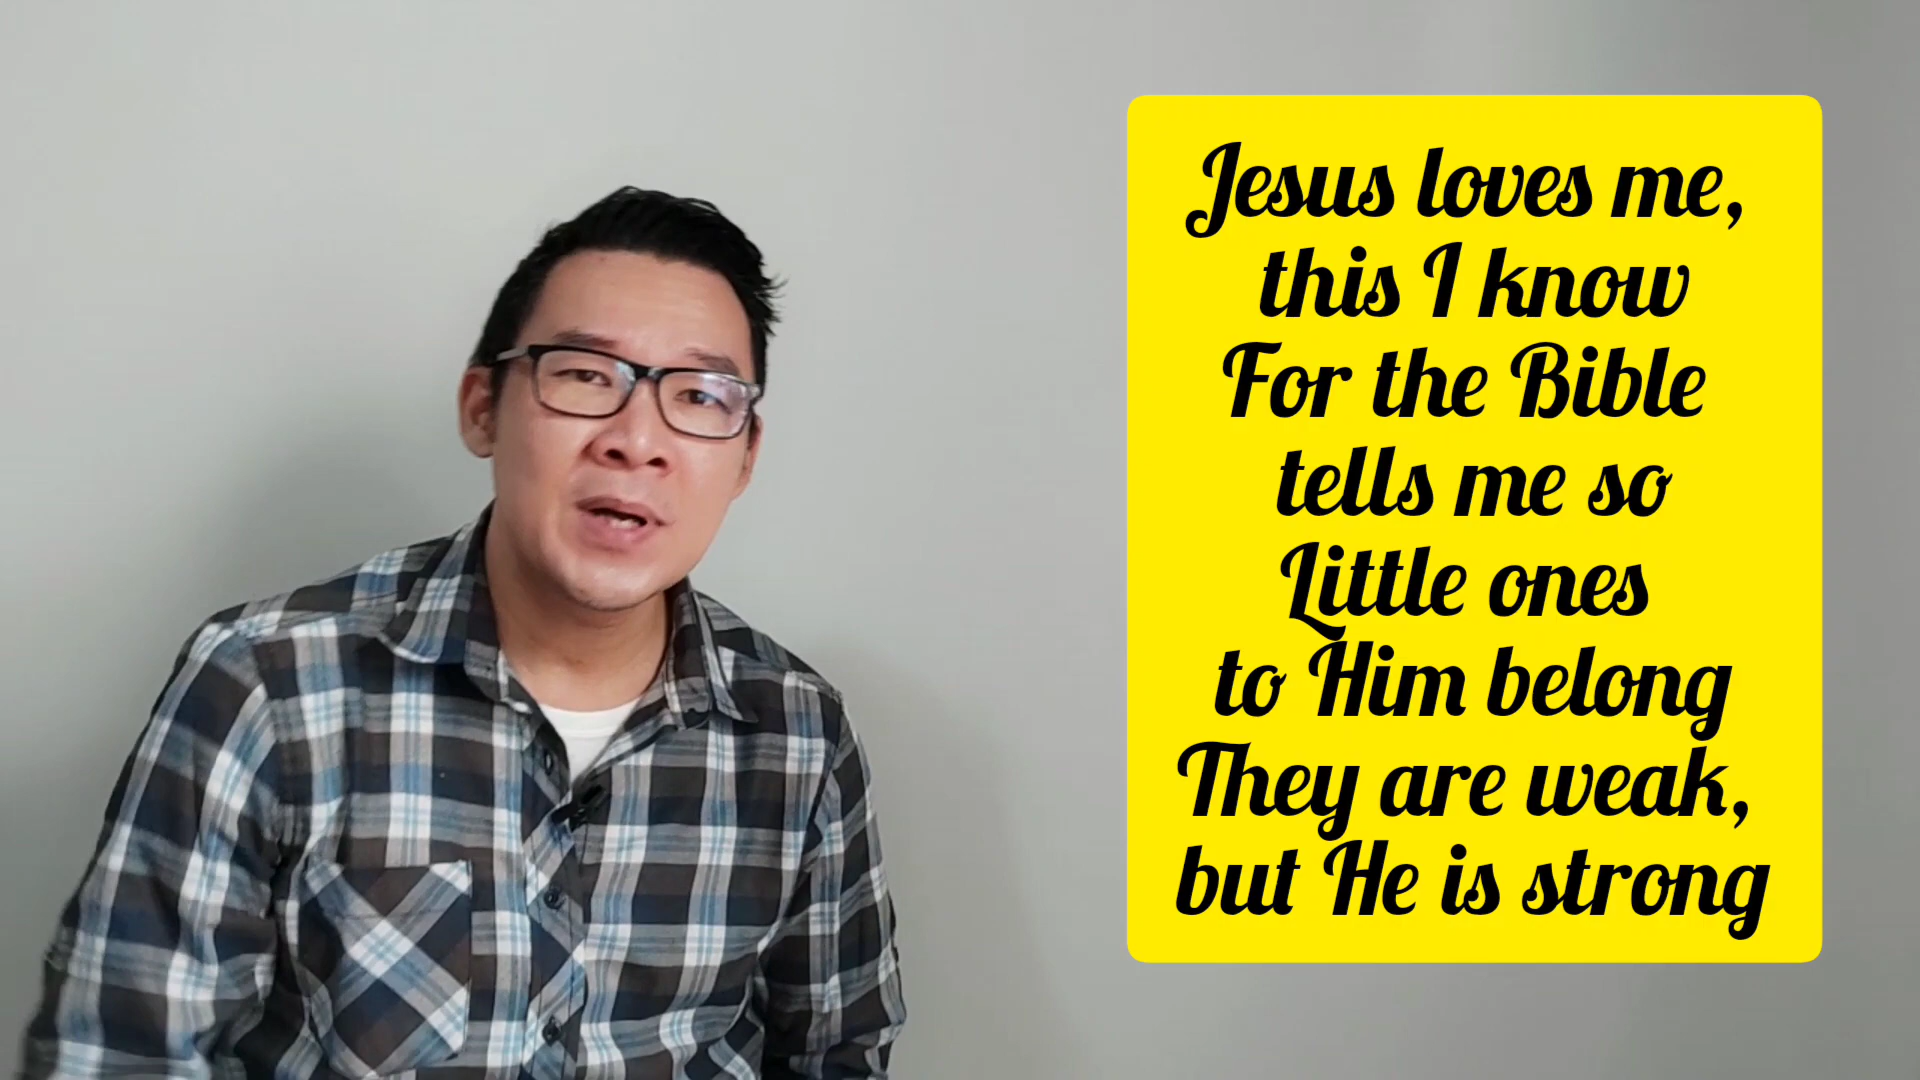 Jesus loves me,
this I know
For the Bible
tells me so
Little ones
to Him belong
They are weak,
but He is strong